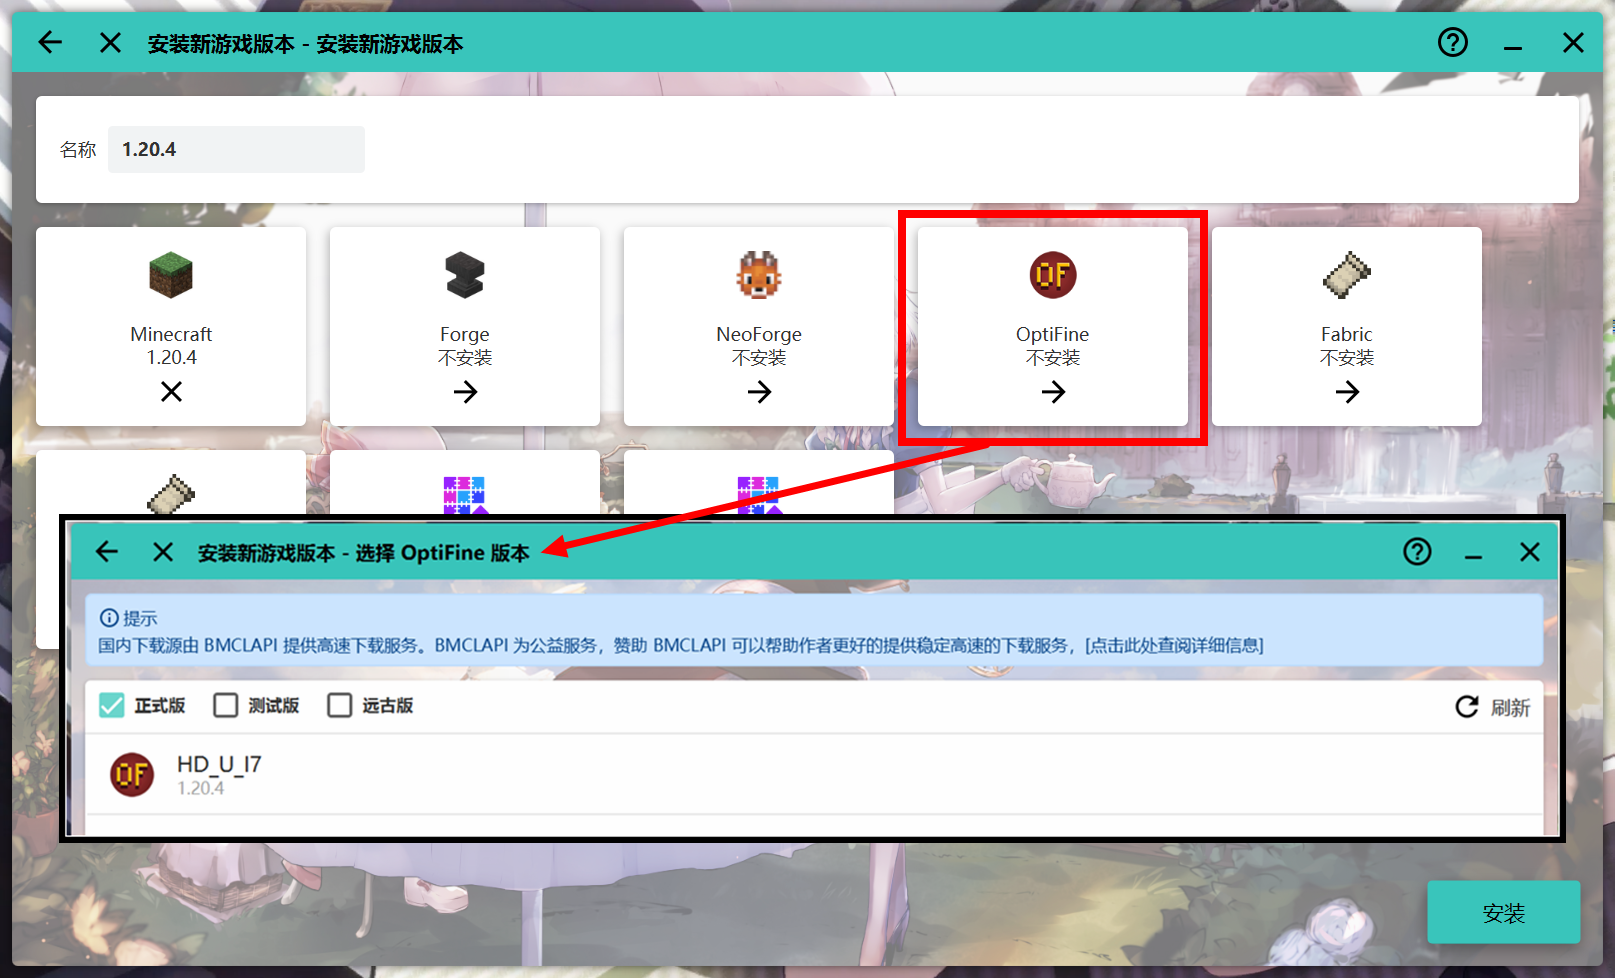 安装新游戏版本 - 安装新游戏版本
名称 1.20.4
Minecraft
1.20.4
Forge
不安装
NeoForge
不安装
OF
OptiFine
不安装
Fabric
不安装
安装新游戏版本 - 选择 OptiFine 版本
提示
国内下载源由 BMCLAPI 提供高速下载服务。BMCLAPI 为公益服务，赞助 BMCLAPI 可以帮助作者更好的提供稳定高速的下载服务，[点击此处查阅详细信息]
正式版 测试版 远古版 刷新
OF
HD_U_I7
1.20.4
安装